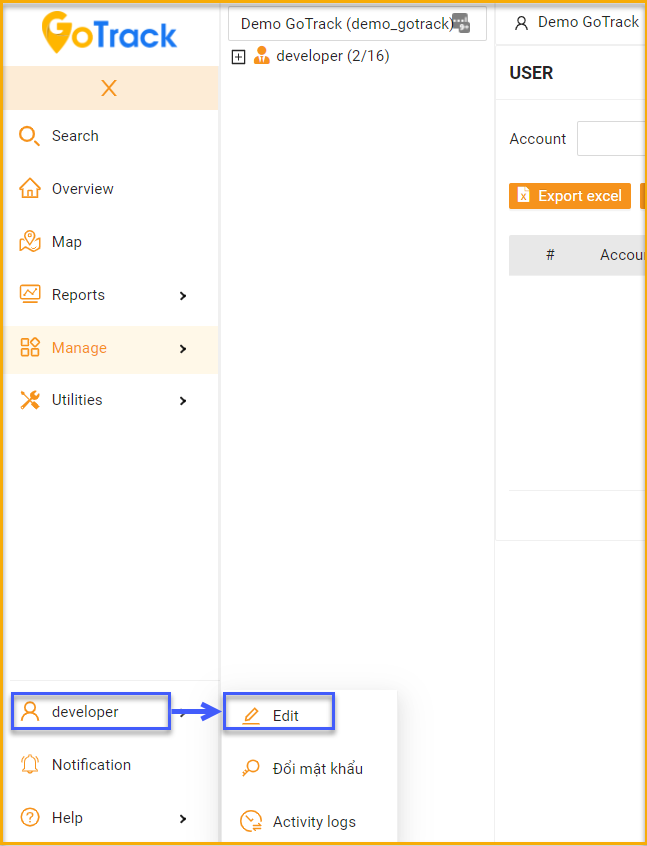 GoTrack
X
Search
Overview
Map
Reports
Manage
Utilities
developer
Notification
Help
Demo GoTrack (demo_gotrack)
developer (2/16)
Edit
Đổi mật khẩu
Activity logs
Demo GoTrack
USER
Account
Export excel
# Accou